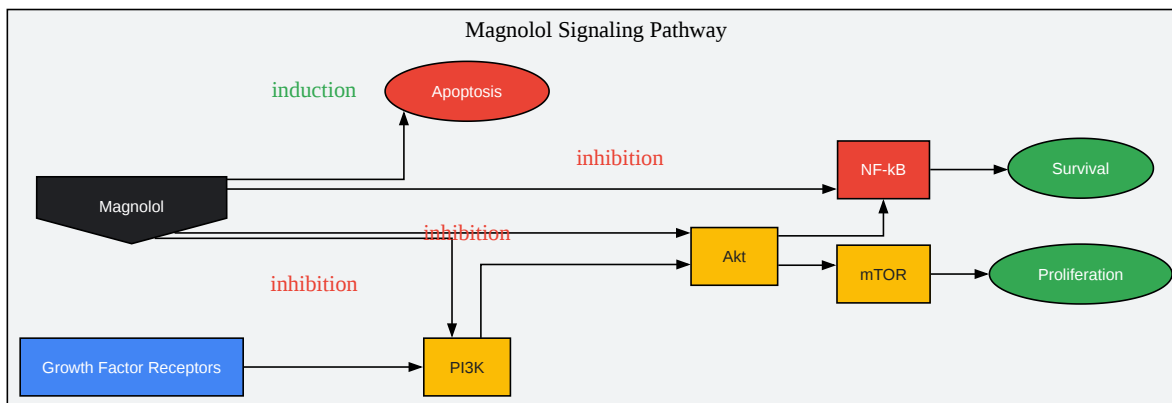 Magnolol Signaling Pathway
induction
Apoptosis
inhibition
NF-kB
Survival
Magnolol
inhibition
Akt
mTOR
Proliferation
inhibition
Growth Factor Receptors
PI3K